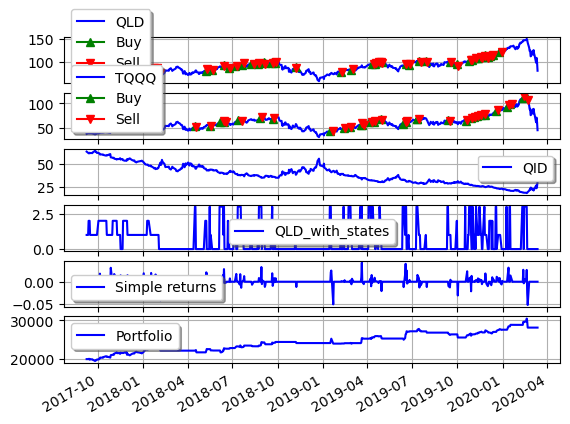 QLD
Buy
Sell
150
100
TQQQ
Buy
Sell
100
50
QID
50
25
QLD_with_states
2.5
0.0
Simple returns
0.00
−0.05
Portfolio
30000
20000
2017-10
2018-01
2018-04
2018-07
2018-10
2019-01
2019-04
2019-07
2019-10
2020-01
2020-04